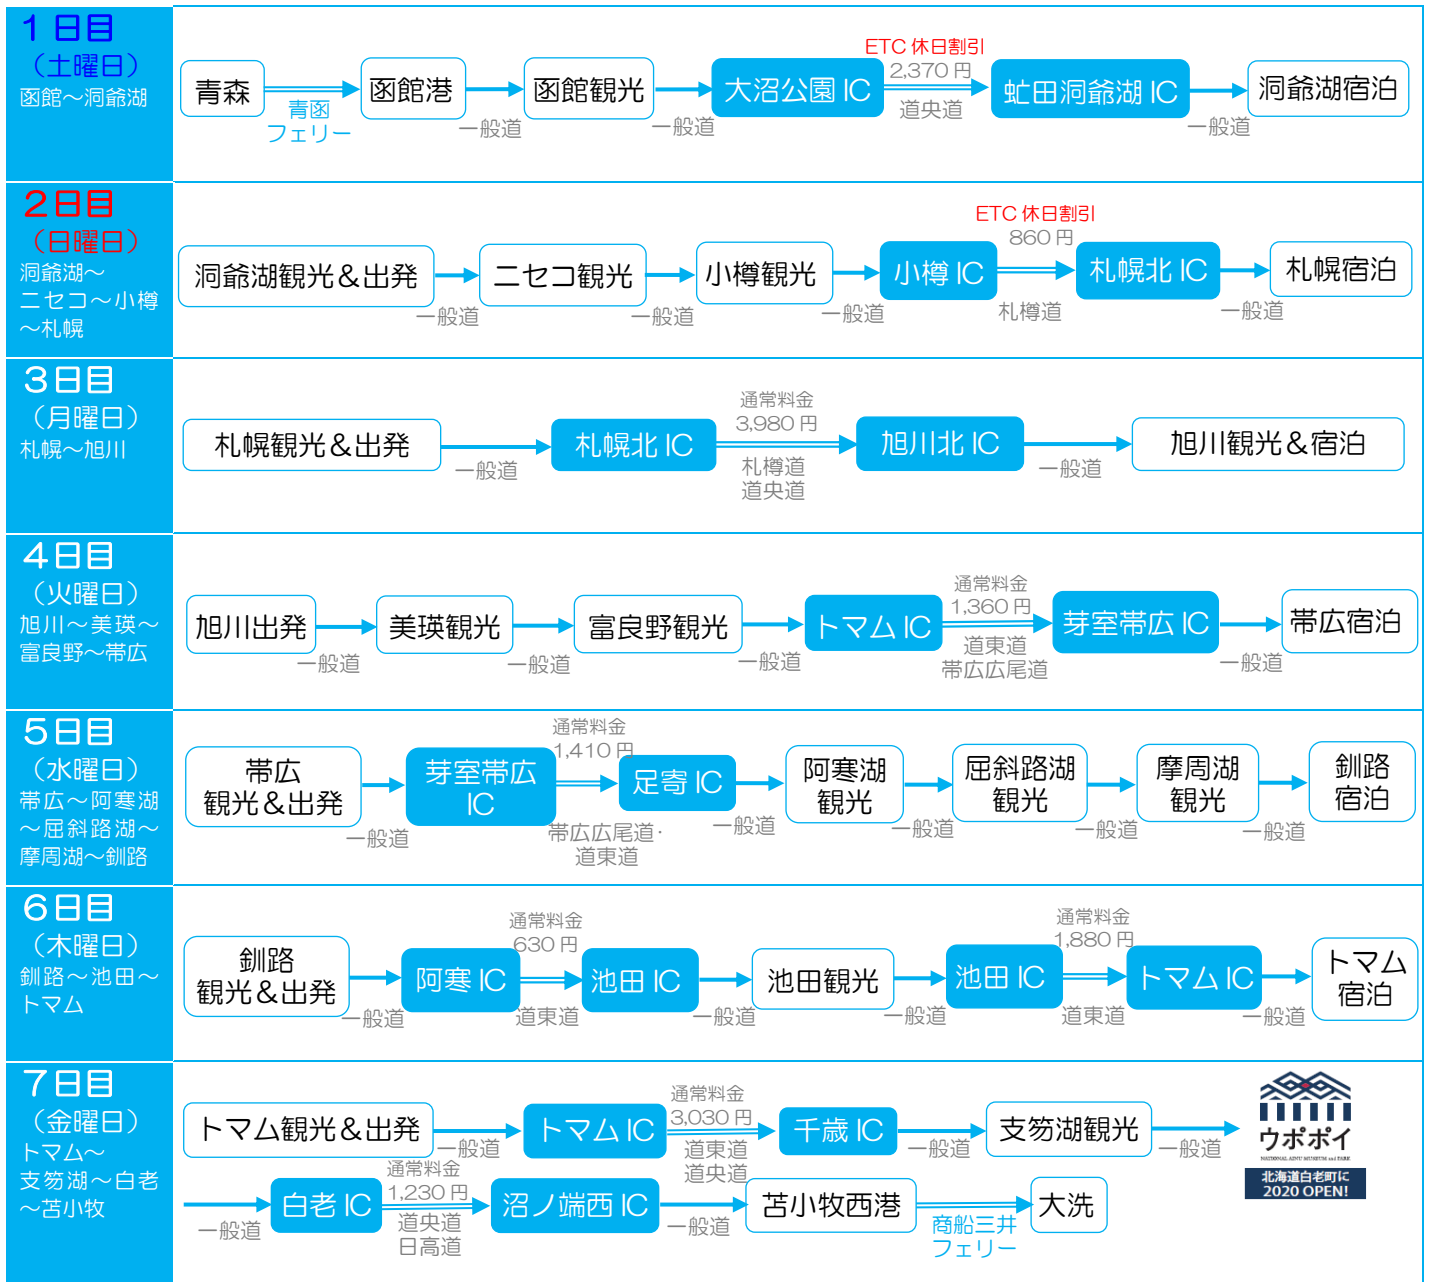 1日目
（土曜日）
函館～洞爺湖
青森
青函
フェリー
函館港
一般道
函館観光
一般道
大沼公園 IC
ETC 休日割引
2,370 円
道央道
虻田洞爺湖 IC
一般道
洞爺湖宿泊
2日目
（日曜日）
洞爺湖～
ニセコ～小樽
～札幌
洞爺湖観光＆出発
一般道
ニセコ観光
一般道
小樽観光
一般道
小樽 IC
ETC 休日割引
860 円
札樽道
札幌北 IC
一般道
札幌宿泊
3日目
（月曜日）
札幌～旭川
札幌観光＆出発
一般道
札幌北 IC
通常料金
3,980 円
札樽道
道央道
旭川北 IC
一般道
旭川観光＆宿泊
4日目
（火曜日）
旭川～美瑛～
富良野～帯広
旭川出発
一般道
美瑛観光
一般道
富良野観光
一般道
トマム IC
通常料金
1,360 円
道東道
帯広広尾道
芽室帯広 IC
一般道
帯広宿泊
5日目
（水曜日）
帯広～阿寒湖
～屈斜路湖～
摩周湖～釧路
帯広
観光＆出発
一般道
芽室帯広
IC
通常料金
1,410 円
帯広広尾道・
道東道
足寄 IC
一般道
阿寒湖
観光
一般道
屈斜路湖
観光
一般道
摩周湖
観光
一般道
釧路
宿泊
6日目
（木曜日）
釧路～池田～
トマム
釧路
観光＆出発
一般道
阿寒 IC
通常料金
630 円
道東道
池田 IC
一般道
池田観光
一般道
池田 IC
通常料金
1,880 円
道東道
トマム IC
一般道
トマム
宿泊
7日目
（金曜日）
トマム～
支笏湖～白老
～苫小牧
トマム観光＆出発
一般道
トマム IC
通常料金
3,030 円
道東道
道央道
千歳 IC
一般道
支笏湖観光
一般道
ウポポイ
NATIONAL AINU MUSEUM and PARK
北海道白老町に
2020 OPEN!
一般道
白老 IC
通常料金
1,230 円
道央道
日高道
沼ノ端西 IC
一般道
苫小牧西港
商船三井
フェリー
大洗